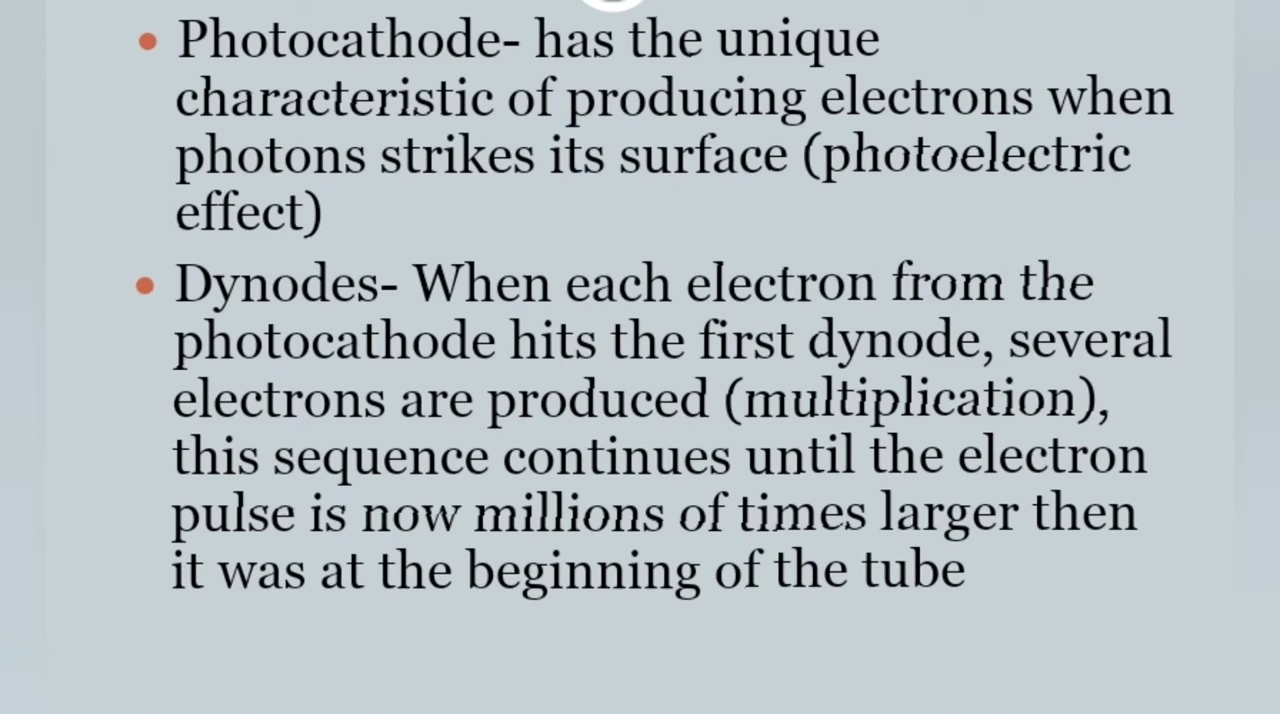 • Photocathode- has the unique
characteristic of producing electrons when
photons strikes its surface (photoelectric
effect)
• Dynodes- When each electron from the
photocathode hits the first dynode, several
electrons are produced (multiplication),
this sequence continues until the electron
pulse is now millions of times larger then
it was at the beginning of the tube